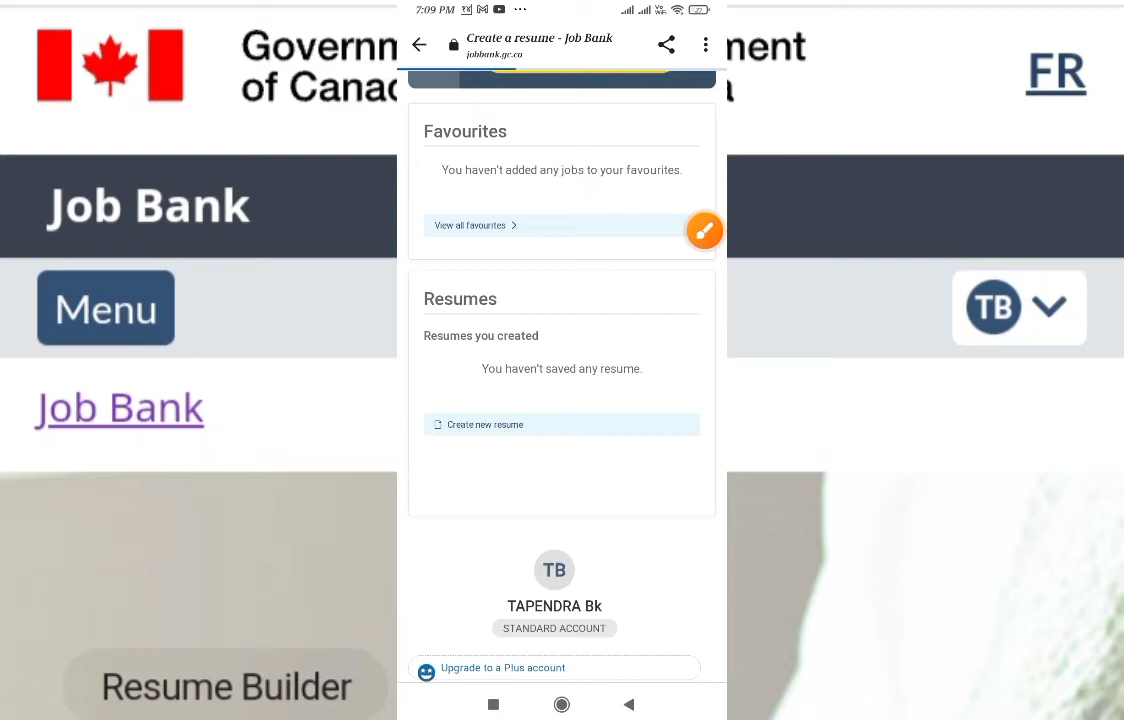 7:09 PM
Create a resume - Job Bank
jobbank.gc.ca
Governm
of Canad
ment
FR
Job Bank
Menu
TB
Job Bank
Resume Builder
Favourites
You haven't added any jobs to your favourites.
View all favourites
Resumes
Resumes you created
You haven't saved any resume.
Create new resume
TB
TAPENDRA Bk
STANDARD ACCOUNT
Upgrade to a Plus account